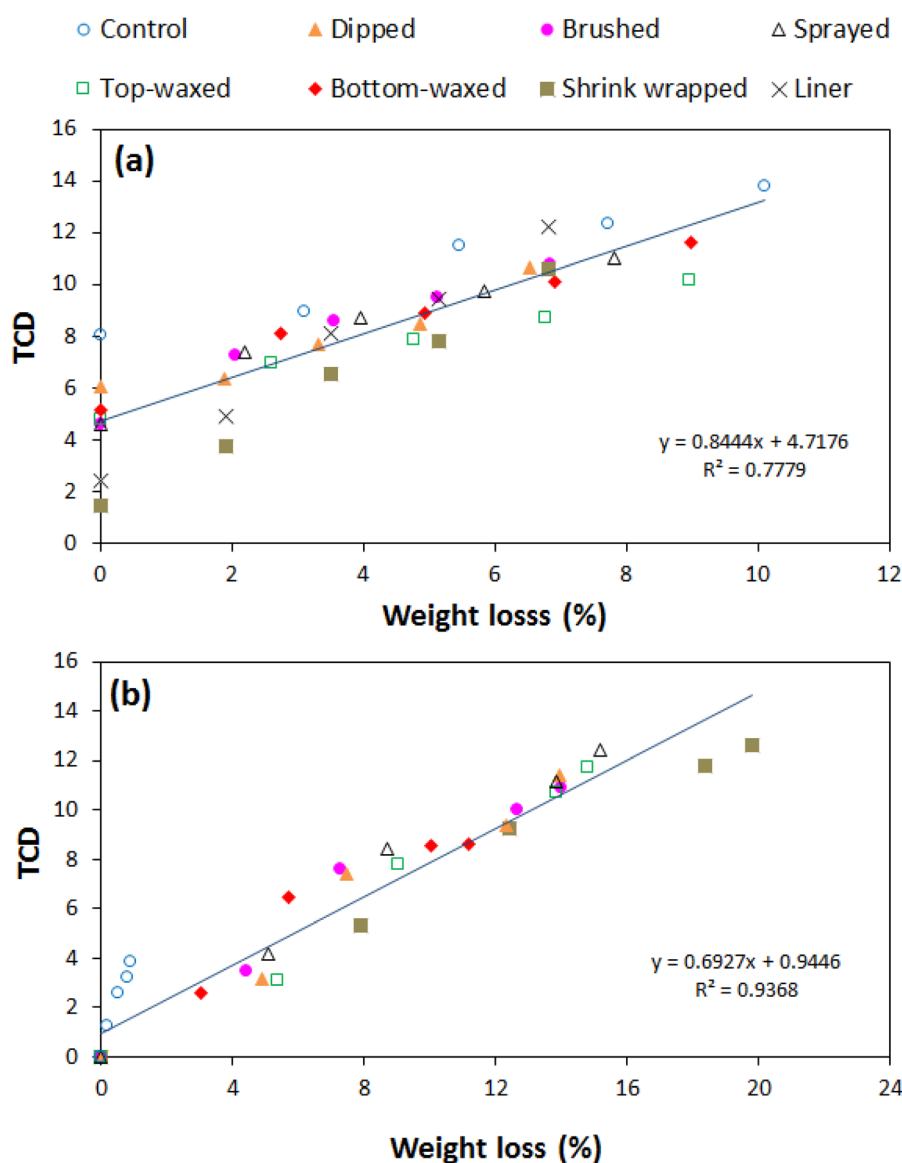 Control Dipped Brushed Sprayed
Top-waxed Bottom-waxed Shrink wrapped Liner
(a)
16
14
12
10
8
6
4
2
0
TCD
y = 0.8444x + 4.7176
R² = 0.7779
0 2 4 6 8 10 12
Weight losss (%)
(b)
16
14
12
10
8
6
4
2
0
TCD
y = 0.6927x + 0.9446
R² = 0.9368
0 4 8 12 16 20 24
Weight loss (%)